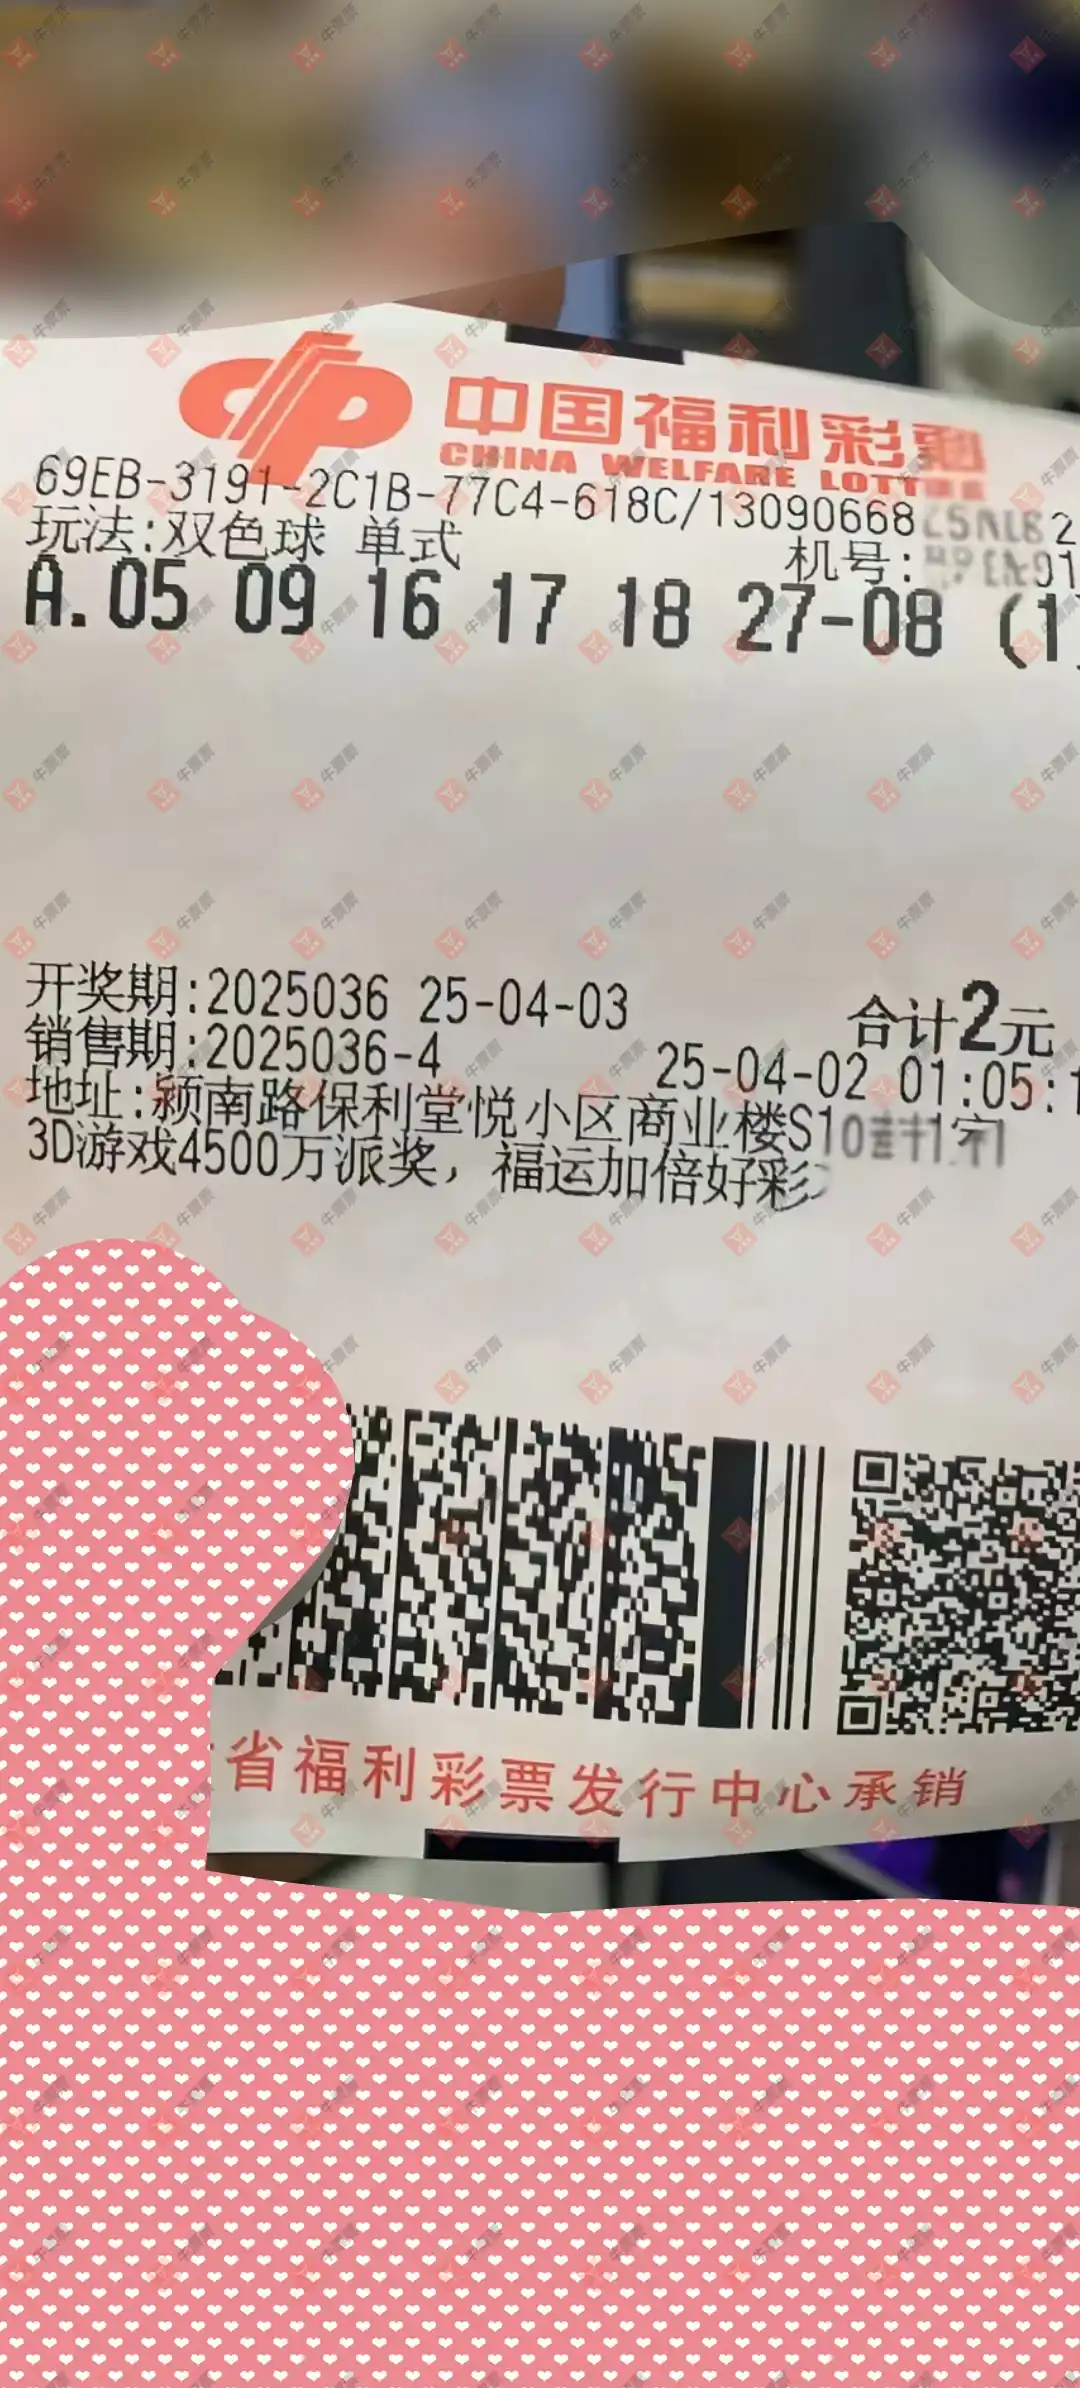 中国福利彩票
CHINA WELFARE LOTT
69EB-3191-2C1B-77C4-618C/13090668
玩法:双色球 单式
机号:
A.05 09 16 17 18 27-08 (1)
开奖期:2025036 25-04-03
合计2元
销售期:2025036-4 25-04-02 01:05:1
地址:颍南路保利堂悦小区商业楼S10
3D游戏4500万派奖，福运加倍好彩
省福利彩票发行中心承销
牛票票